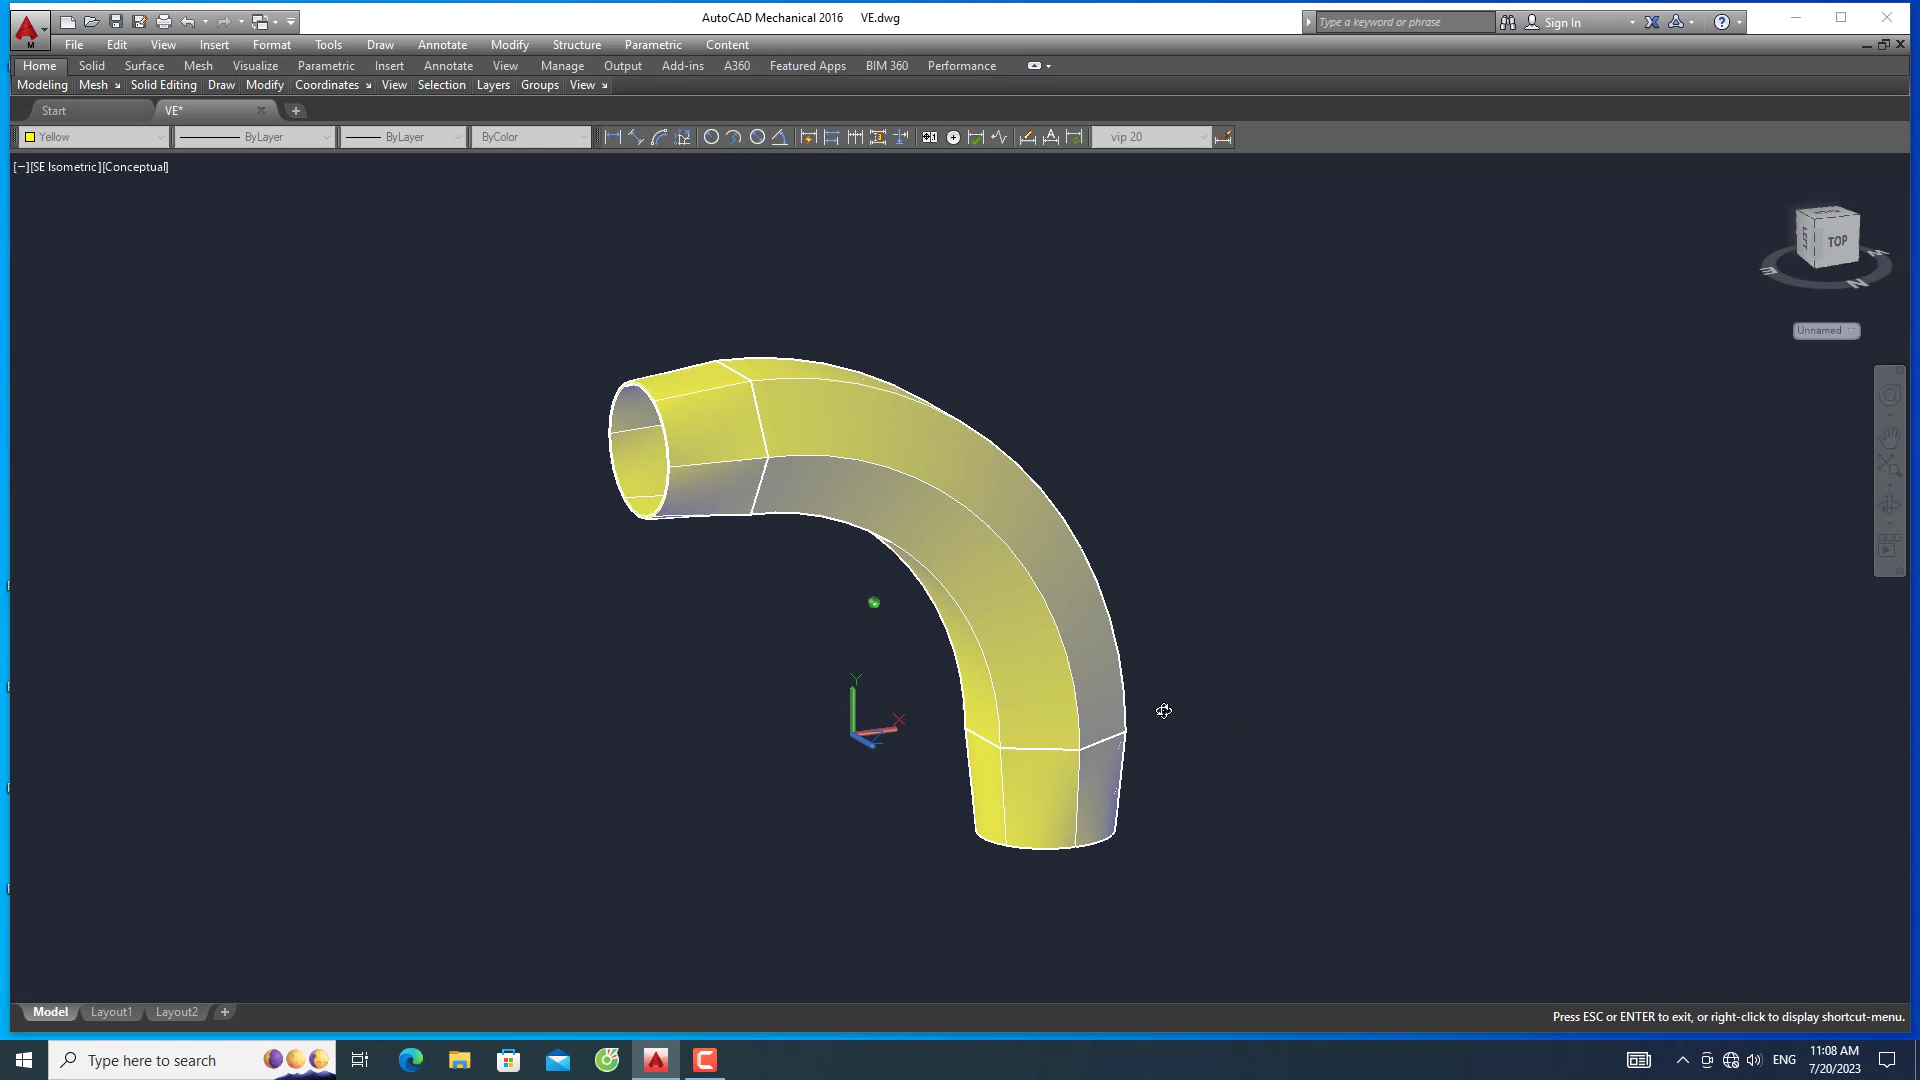 AutoCAD Mechanical 2016 VE.dwg
Type a keyword or phrase
Sign In
M
File Edit View Insert Format Tools Draw Annotate Modify Structure Parametric Content
Home Solid Surface Mesh Visualize Parametric Insert Annotate View Manage Output Add-ins A360 Featured Apps BIM 360 Performance
Modeling Mesh Solid Editing Draw Modify Coordinates View Selection Layers Groups View
Start VE*
Yellow ByLayer ByLayer ByColor vip 20
[−][SE Isometric][Conceptual]
LEFT TOP
N
Unnamed
Y
X
Z
Model Layout1 Layout2
Press ESC or ENTER to exit, or right-click to display shortcut-menu.
Type here to search
ENG
11:08 AM
7/20/2023